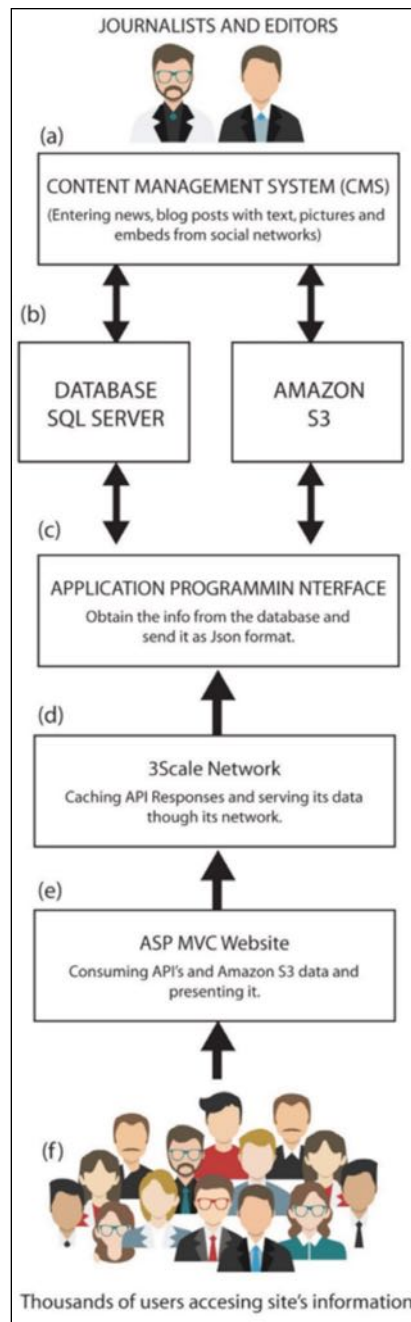 JOURNALISTS AND EDITORS
(a)
CONTENT MANAGEMENT SYSTEM (CMS)
(Entering news, blog posts with text, pictures and
embeds from social networks)
(b)
DATABASE
SQL SERVER
AMAZON
S3
(c)
APPLICATION PROGRAMMIN NTERFACE
Obtain the info from the database and
send it as Json format.
(d)
3Scale Network
Caching API Responses and serving its data
though its network.
(e)
ASP MVC Website
Consuming API's and Amazon S3 data and
presenting it.
(f)
Thousands of users accesing site's information